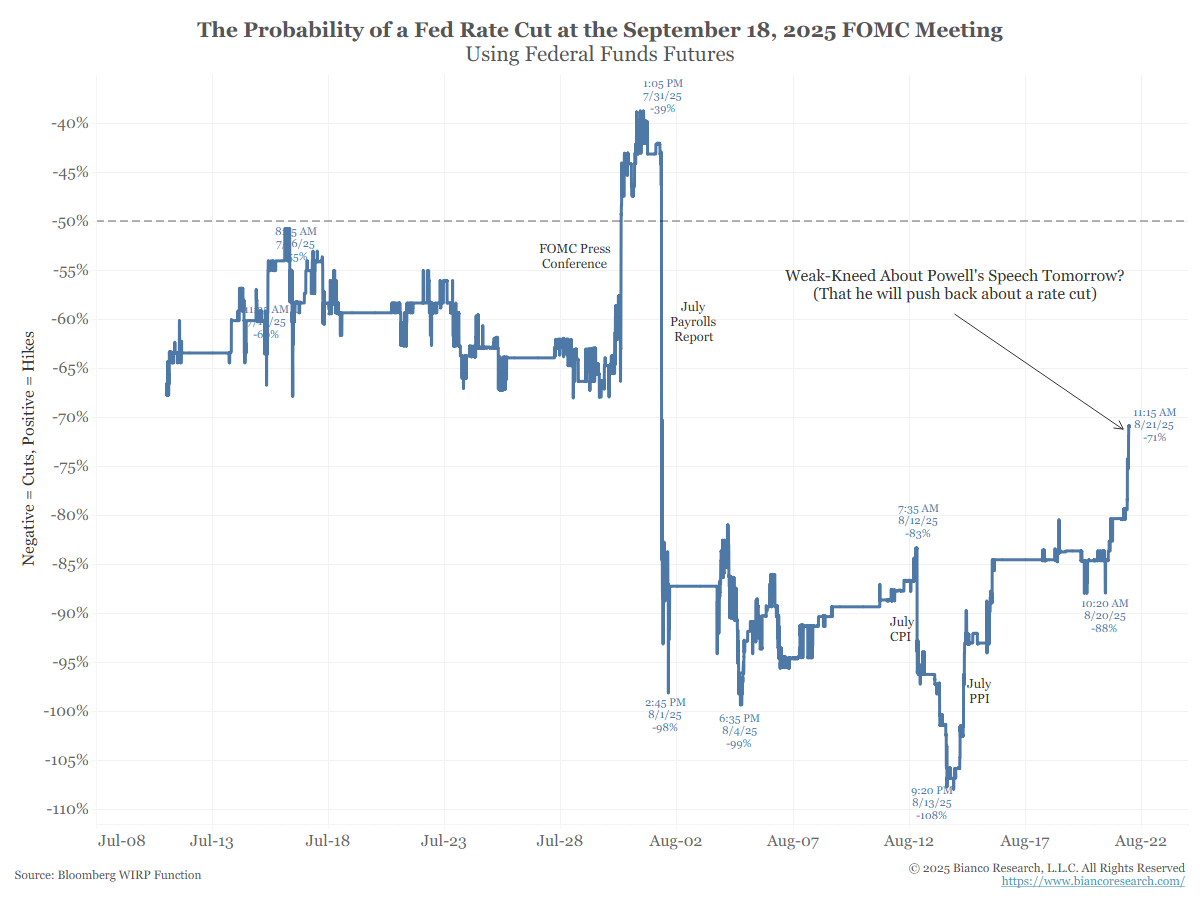 The Probability of a Fed Rate Cut at the September 18, 2025 FOMC Meeting
Using Federal Funds Futures
Negative = Cuts, Positive = Hikes
-40%
-45%
-50%
-55%
-60%
-65%
-70%
-75%
-80%
-85%
-90%
-95%
-100%
-105%
-110%
1:05 PM
7/31/25
-39%
FOMC Press
Conference
July
Payrolls
Report
Weak-Kneed About Powell's Speech Tomorrow?
(That he will push back about a rate cut)
11:15 AM
8/21/25
-71%
7:35 AM
8/12/25
-83%
July
CPI
July
PPI
10:20 AM
8/20/25
-88%
2:45 PM
8/1/25
-98%
6:35 PM
8/4/25
-99%
9:20 PM
8/13/25
-108%
Jul-08
Jul-13
Jul-18
Jul-23
Jul-28
Aug-02
Aug-07
Aug-12
Aug-17
Aug-22
Source: Bloomberg WIRP Function
© 2025 Bianco Research, L.L.C. All Rights Reserved
https://www.biancoresearch.com/